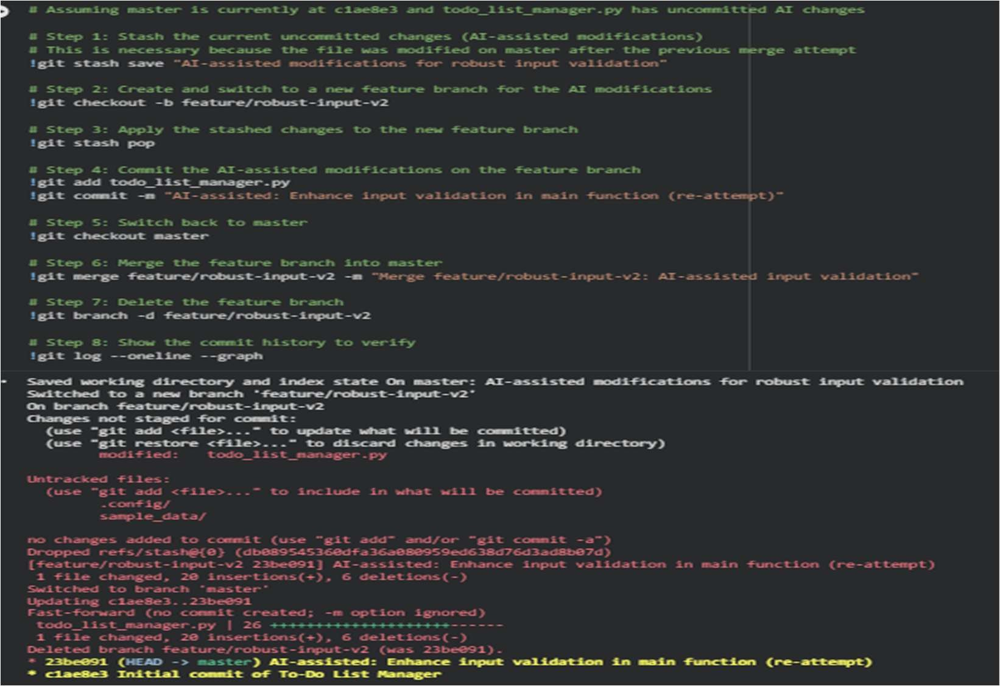 # Assuming master is currently at c1ae8e3 and todo_list_manager.py has uncommitted AI changes
# Step 1: Stash the current uncommitted changes (AI-assisted modifications)
# This is necessary because the file was modified on master after the previous merge attempt
!git stash save "AI-assisted modifications for robust input validation"
# Step 2: Create and switch to a new feature branch for the AI modifications
!git checkout -b feature/robust-input-v2
# Step 3: Apply the stashed changes to the new feature branch
!git stash pop
# Step 4: Commit the AI-assisted modifications on the feature branch
!git add todo_list_manager.py
!git commit -m "AI-assisted: Enhance input validation in main function (re-attempt)"
# Step 5: Switch back to master
!git checkout master
# Step 6: Merge the feature branch into master
!git merge feature/robust-input-v2 -m "Merge feature/robust-input-v2: AI-assisted input validation"
# Step 7: Delete the feature branch
!git branch -d feature/robust-input-v2
# Step 8: Show the commit history to verify
!git log --oneline --graph
Saved working directory and index state On master: AI-assisted modifications for robust input validation
Switched to a new branch 'feature/robust-input-v2'
On branch feature/robust-input-v2
Changes not staged for commit:
  (use "git add <file>..." to update what will be committed)
  (use "git restore <file>..." to discard changes in working directory)
        modified:   todo_list_manager.py
Untracked files:
  (use "git add <file>..." to include in what will be committed)
        .config/
        sample_data/
no changes added to commit (use "git add" and/or "git commit -a")
Dropped refs/stash@{0} (db089545360dfa36a080959ed638d76d3ad8b07d)
[feature/robust-input-v2 23be091] AI-assisted: Enhance input validation in main function (re-attempt)
 1 file changed, 20 insertions(+), 6 deletions(-)
Switched to branch 'master'
Updating c1ae8e3..23be091
Fast-forward (no commit created; -m option ignored)
 todo_list_manager.py | 26 ++++++++++++++++++++------
 1 file changed, 20 insertions(+), 6 deletions(-)
Deleted branch feature/robust-input-v2 (was 23be091).
* 23be091 (HEAD -> master) AI-assisted: Enhance input validation in main function (re-attempt)
* c1ae8e3 Initial commit of To-Do List Manager